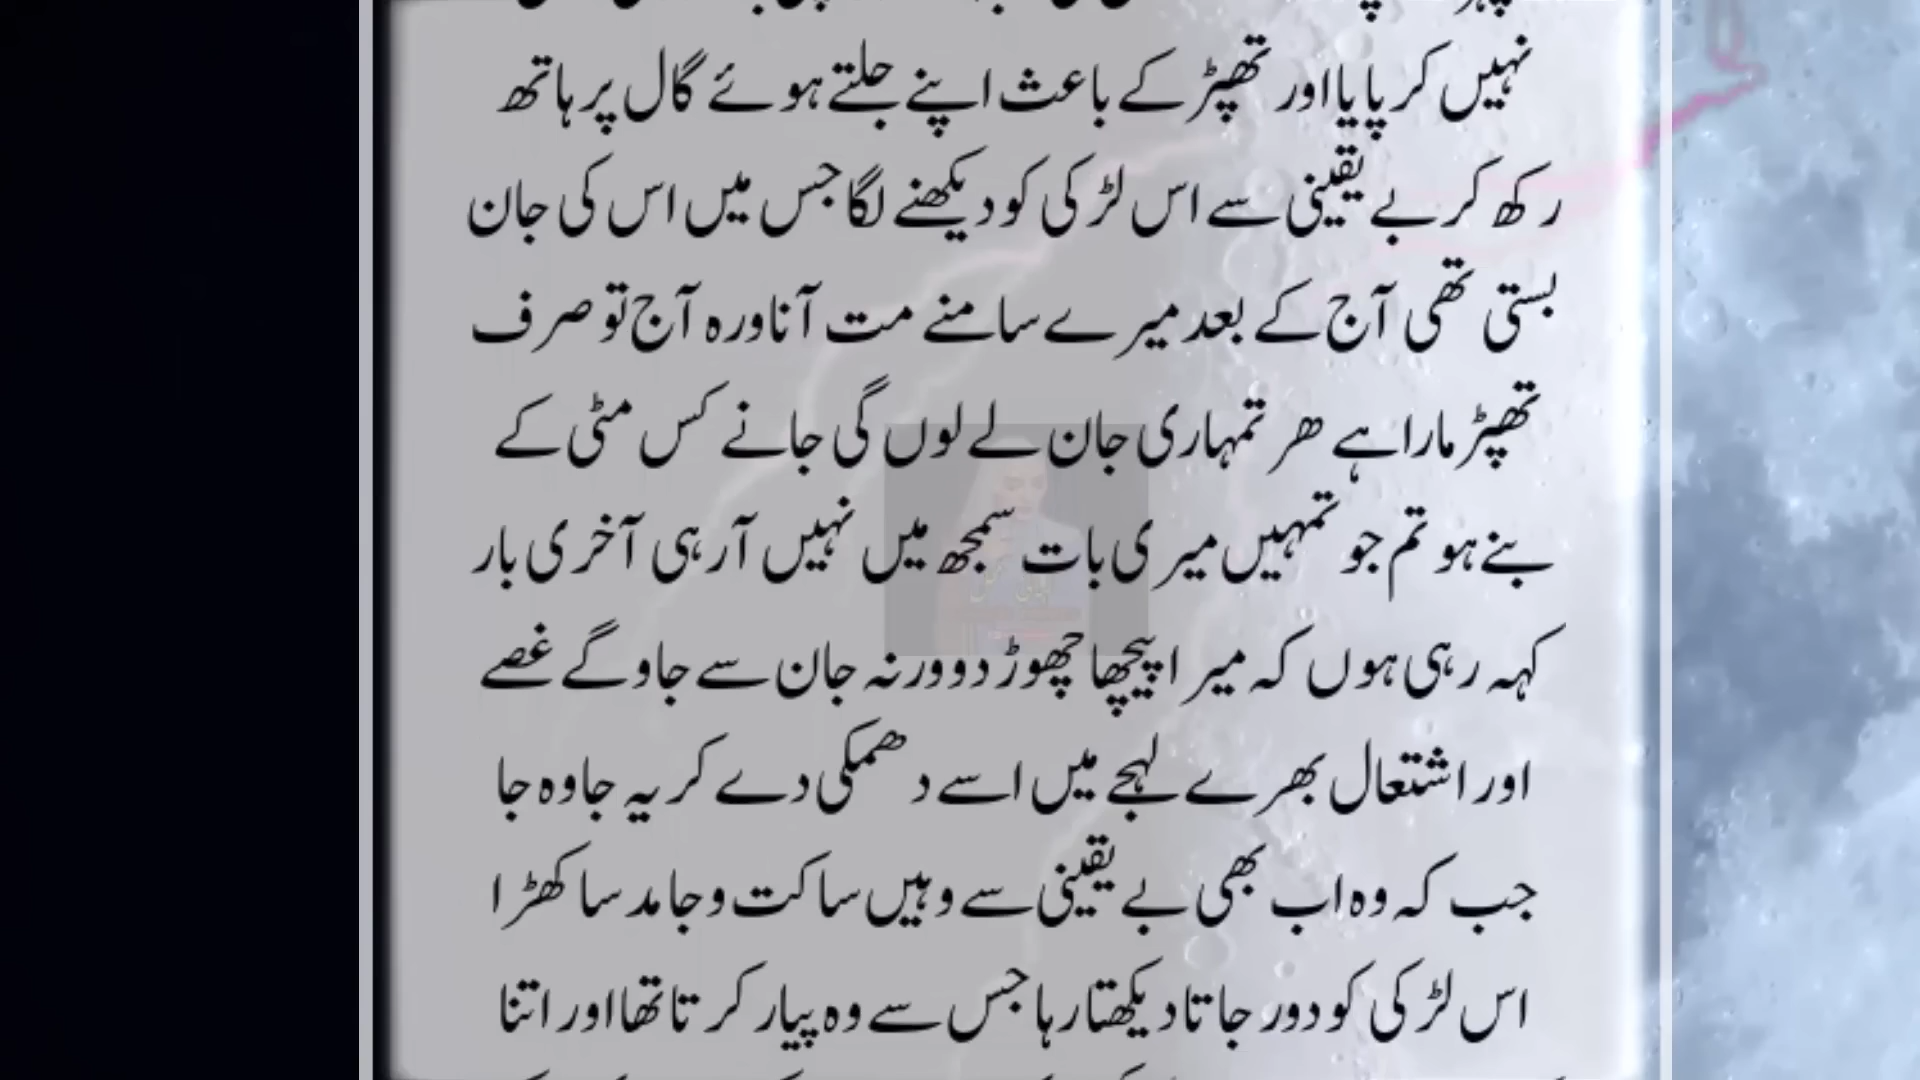 نہیں کر پایا اور تھپڑ کے باعث اپنے جلتے ہوئے گال پر ہاتھ
رکھ کر بے یقینی سے اس لڑکی کو دیکھنے لگا جس میں اس کی جان
بستی تھی آج کے بعد میرے سامنے مت آنا ورہ آج تو صرف
تھپڑ مارا ہے ھر تمہاری جان لے لوں گی جانے کس مٹی کے
بنے ہو تم جو تمہیں میری بات سمجھ میں نہیں آرہی آخری بار
کہہ رہی ہوں کہ میرا پیچھا چھوڑ دو ورنہ جان سے جاوگے غصے
اور اشتعال بھرے لہجے میں اسے دھمکی دے کر یہ جا وہ جا
جب کہ وہ اب بھی بے یقینی سے وہیں ساکت و جامد سا کھڑا
اس لڑکی کو دور جاتا دیکھتا رہا جس سے وہ پیار کرتا تھا اور اتنا